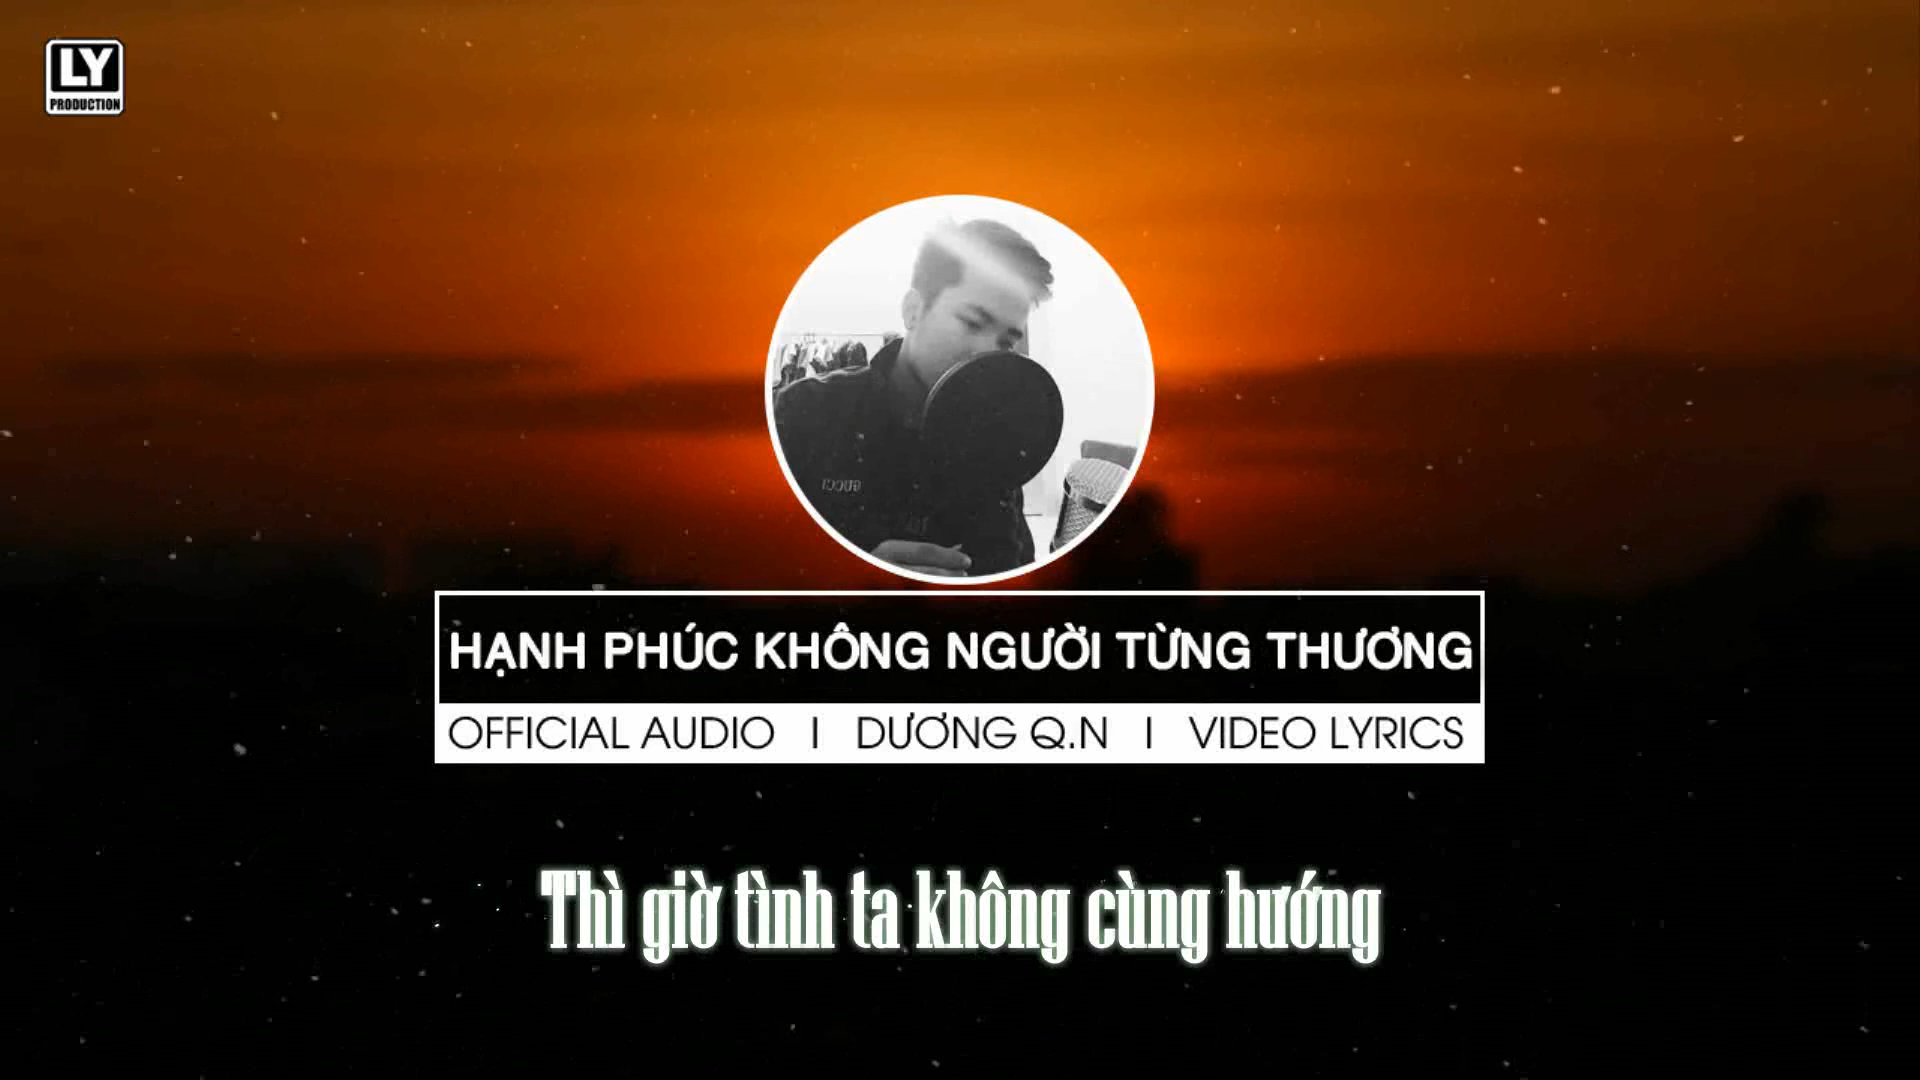 LY
PRODUCTION
GUCCI
HẠNH PHÚC KHÔNG NGƯỜI TỪNG THƯƠNG
OFFICIAL AUDIO I DƯƠNG Q.N I VIDEO LYRICS
Thì giờ tình ta không cùng hướng